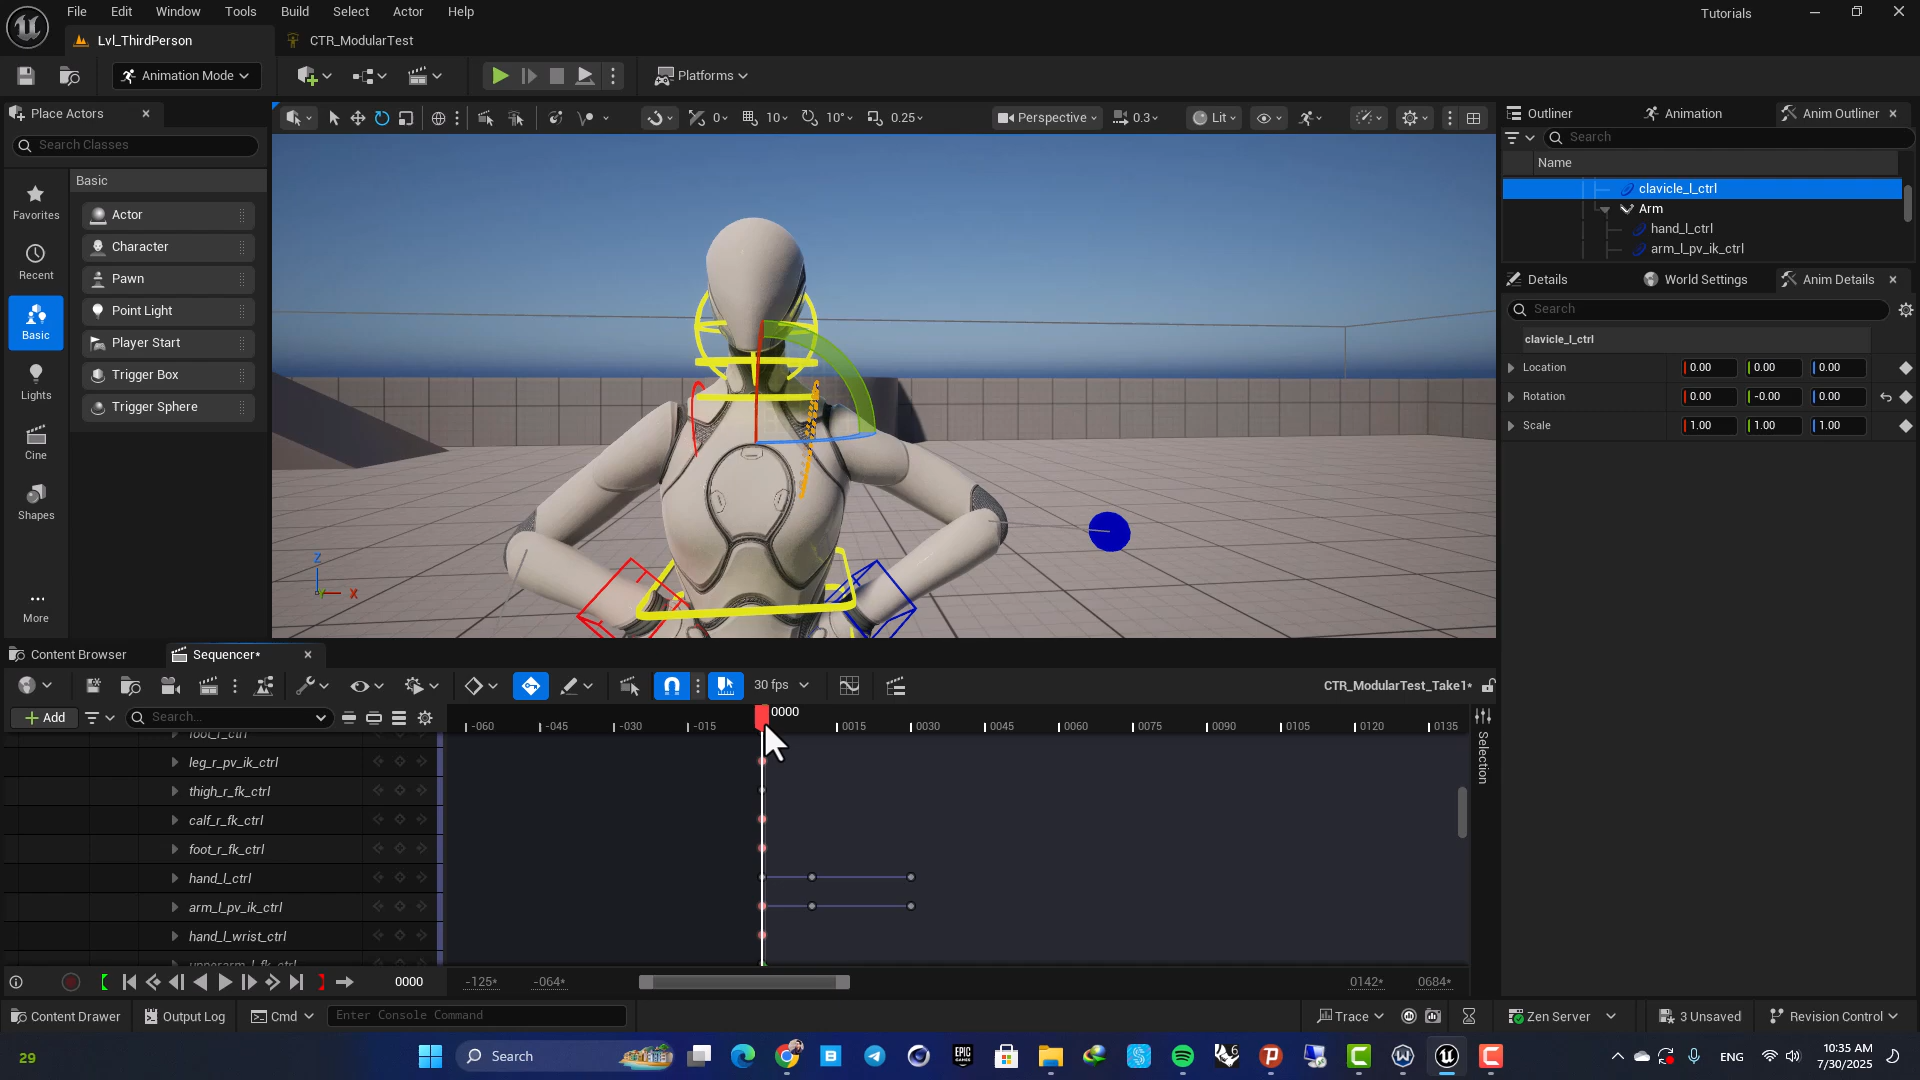 File Edit Window Tools Build Select Actor Help
Tutorials
Lvl_ThirdPerson
CTR_ModularTest
Animation Mode
Platforms
Place Actors
Search Classes
Favorites
Recent
Basic
Lights
Cine
Shapes
More
Basic
Actor
Character
Pawn
Point Light
Player Start
Trigger Box
Trigger Sphere
0 10 10° 0.25
Perspective
0.3
Lit
Z
X
Outliner
Animation
Anim Outliner
Search
Name
clavicle_l_ctrl
Arm
hand_l_ctrl
arm_l_pv_ik_ctrl
Details
World Settings
Anim Details
Search
clavicle_l_ctrl
Location 0.00 0.00 0.00
Rotation 0.00 -0.00 0.00
Scale 1.00 1.00 1.00
Content Browser
Sequencer*
30 fps
CTR_ModularTest_Take1*
Add
Search...
0000
-060 -045 -030 -015 0015 0030 0045 0060 0075 0090 0105 0120 0135
Selection
leg_r_pv_ik_ctrl
thigh_r_fk_ctrl
calf_r_fk_ctrl
foot_r_fk_ctrl
hand_l_ctrl
arm_l_pv_ik_ctrl
hand_l_wrist_ctrl
upperarm_l_fk_ctrl
0000
-125* -064* 0142* 0684*
Content Drawer
Output Log
Cmd
Enter Console Command
Trace
Zen Server
3 Unsaved
Revision Control
29
Search
ENG
10:35 AM
7/30/2025